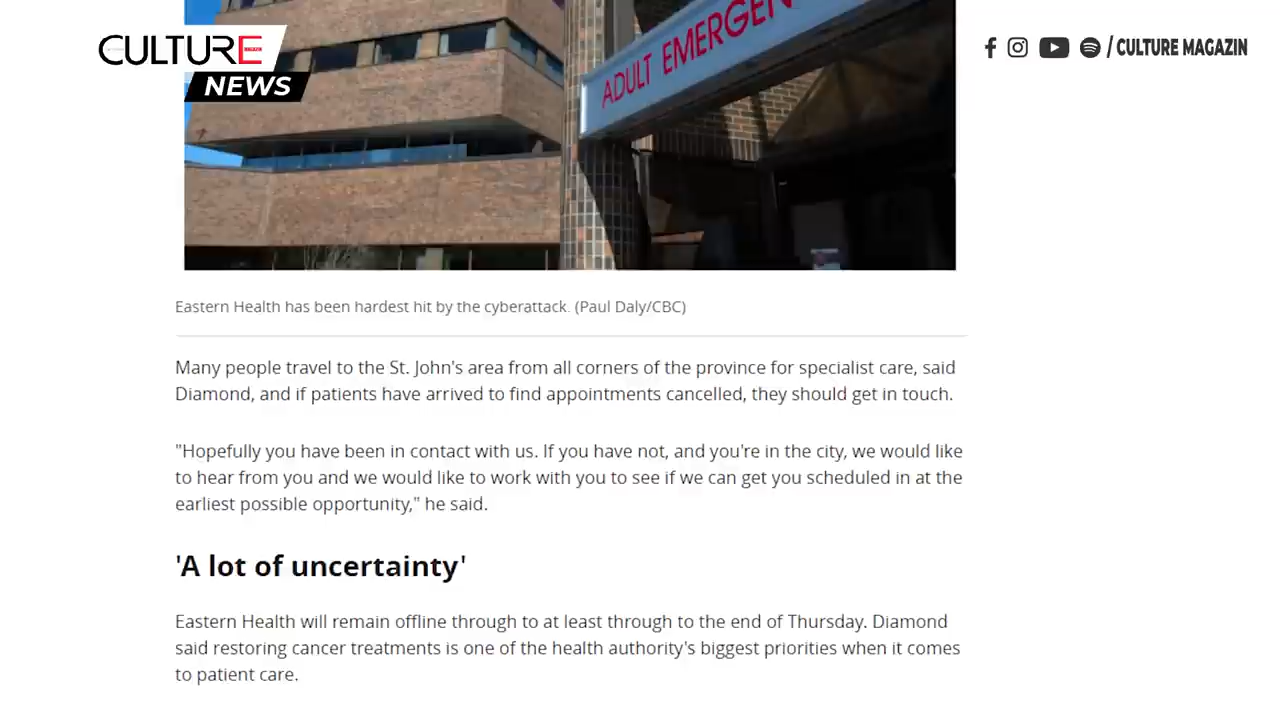 CULTURE
NEWS
/ CULTURE MAGAZIN
ADULT EMERGEN
Eastern Health has been hardest hit by the cyberattack. (Paul Daly/CBC)
Many people travel to the St. John's area from all corners of the province for specialist care, said
Diamond, and if patients have arrived to find appointments cancelled, they should get in touch.
"Hopefully you have been in contact with us. If you have not, and you're in the city, we would like
to hear from you and we would like to work with you to see if we can get you scheduled in at the
earliest possible opportunity," he said.
'A lot of uncertainty'
Eastern Health will remain offline through to at least through to the end of Thursday. Diamond
said restoring cancer treatments is one of the health authority's biggest priorities when it comes
to patient care.